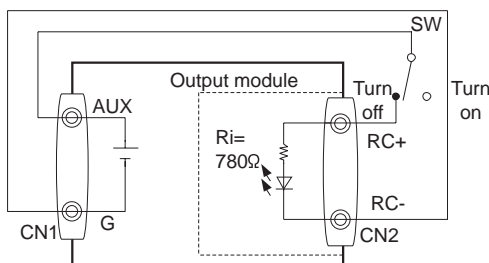 SW
Output module
Turn
off
Turn
on
AUX
Ri=
780Ω
RC+
RC-
G
CN1
CN2